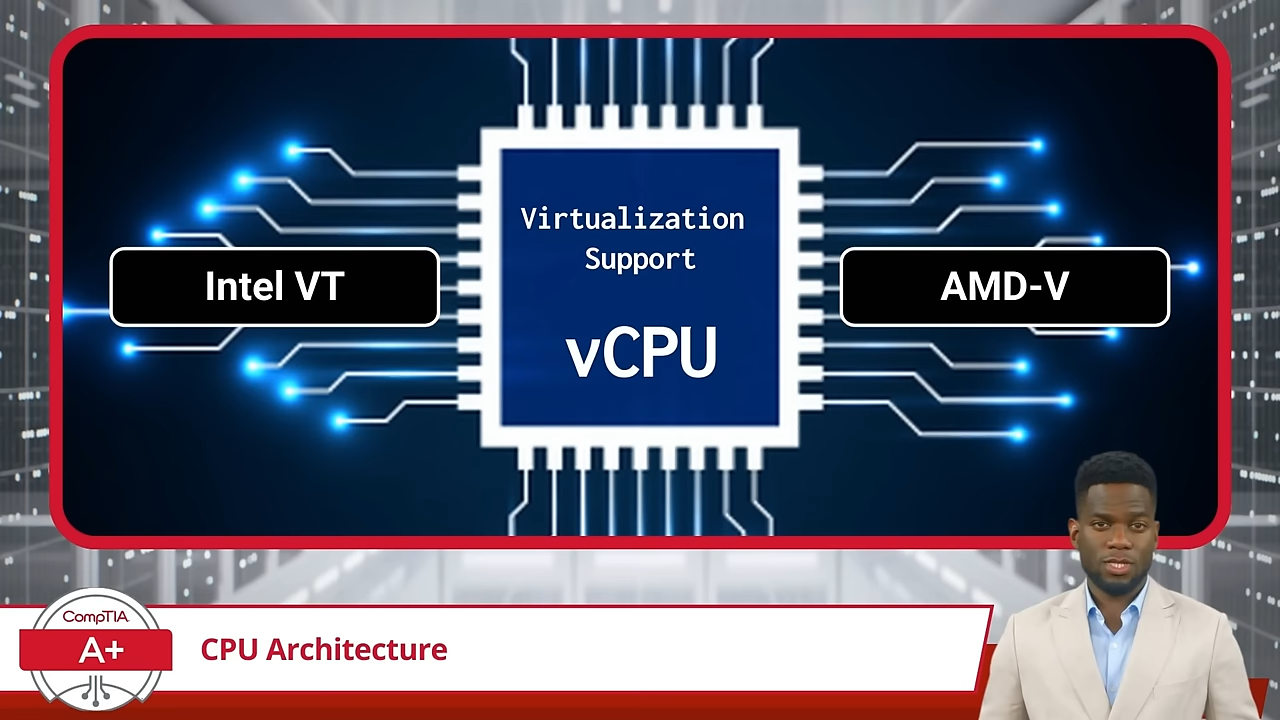 Virtualization
Support
Intel VT
vCPU
AMD-V
CompTIA
A+
CPU Architecture